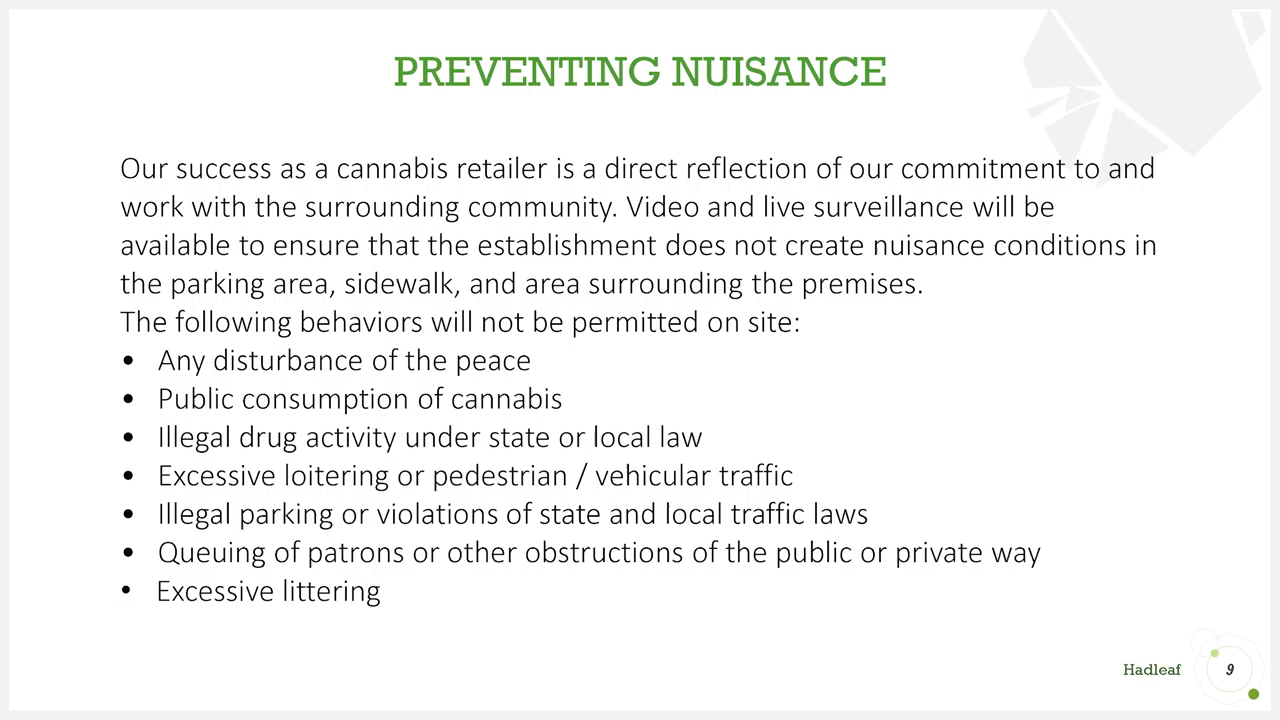 PREVENTING NUISANCE
Our success as a cannabis retailer is a direct reflection of our commitment to and
work with the surrounding community. Video and live surveillance will be
available to ensure that the establishment does not create nuisance conditions in
the parking area, sidewalk, and area surrounding the premises.
The following behaviors will not be permitted on site:
• Any disturbance of the peace
• Public consumption of cannabis
• Illegal drug activity under state or local law
• Excessive loitering or pedestrian / vehicular traffic
• Illegal parking or violations of state and local traffic laws
• Queuing of patrons or other obstructions of the public or private way
• Excessive littering
Hadleaf 9